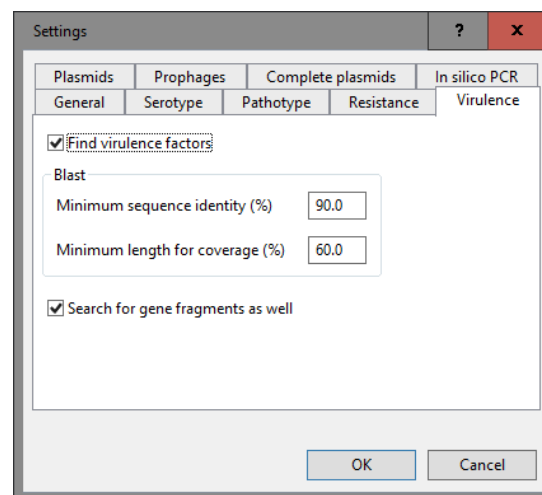 Settings ? x
Plasmids Prophages Complete plasmids In silico PCR
General Serotype Pathotype Resistance Virulence
Find virulence factors
Blast
Minimum sequence identity (%) 90.0
Minimum length for coverage (%) 60.0
Search for gene fragments as well
OK Cancel